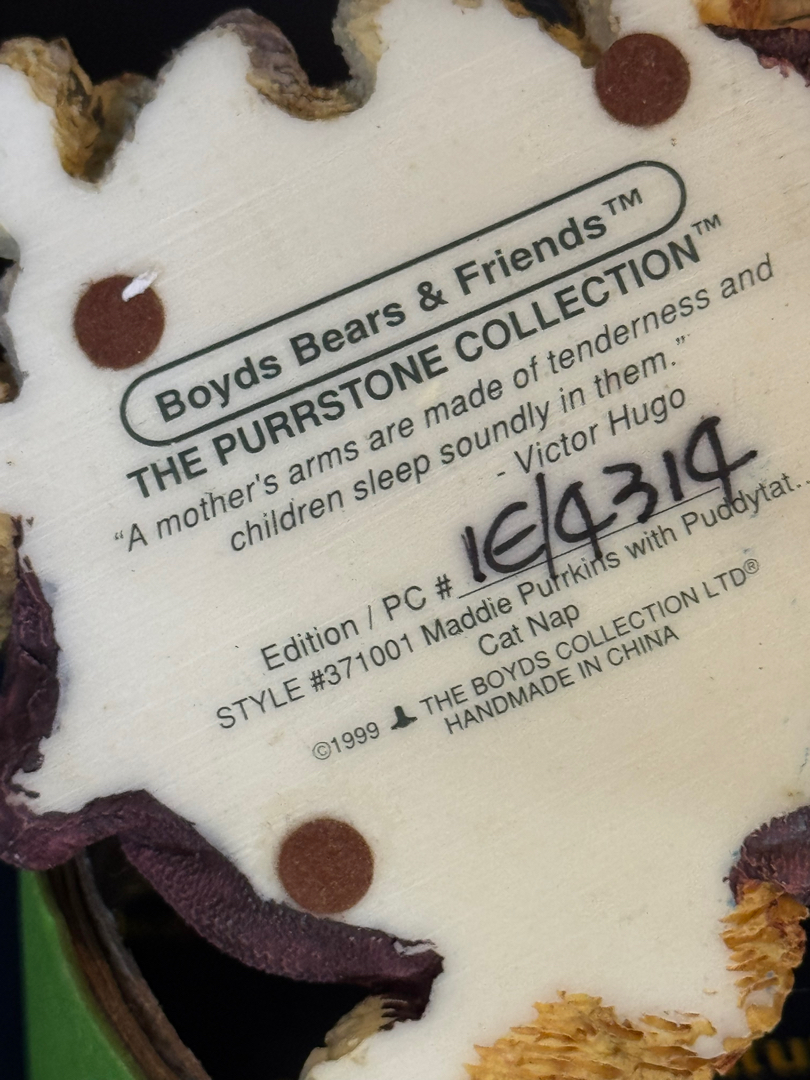 Boyds Bears & Friends™
THE PURRSTONE COLLECTION™
“A mother's arms are made of tenderness and
children sleep soundly in them.”
- Victor Hugo
Edition / PC # 1E/4314
STYLE #371001 Maddie Purrkins with Puddytat...
Cat Nap
©1999 THE BOYDS COLLECTION LTD®
HANDMADE IN CHINA